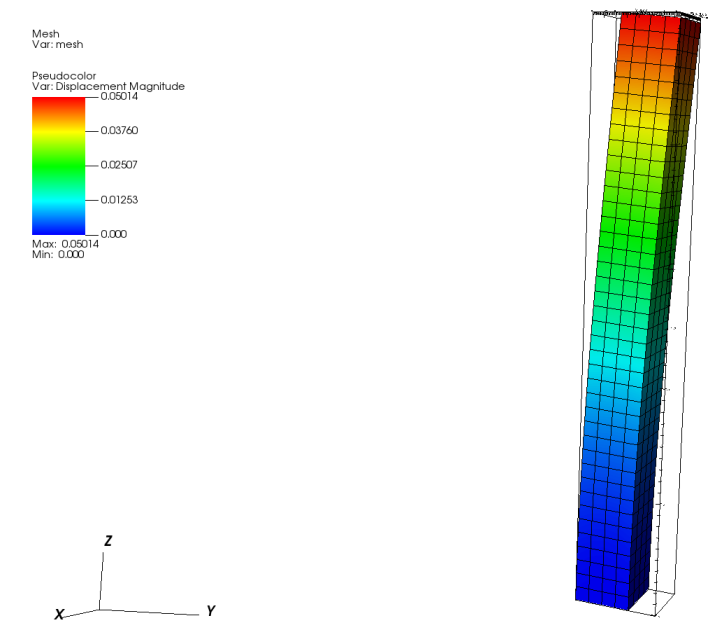 Mesh
Var: mesh
Pseudocolor
Var: Displacement Magnitude
0.05014
0.03760
0.02507
0.01253
0.000
Max: 0.05014
Min: 0.000
Z
X
Y